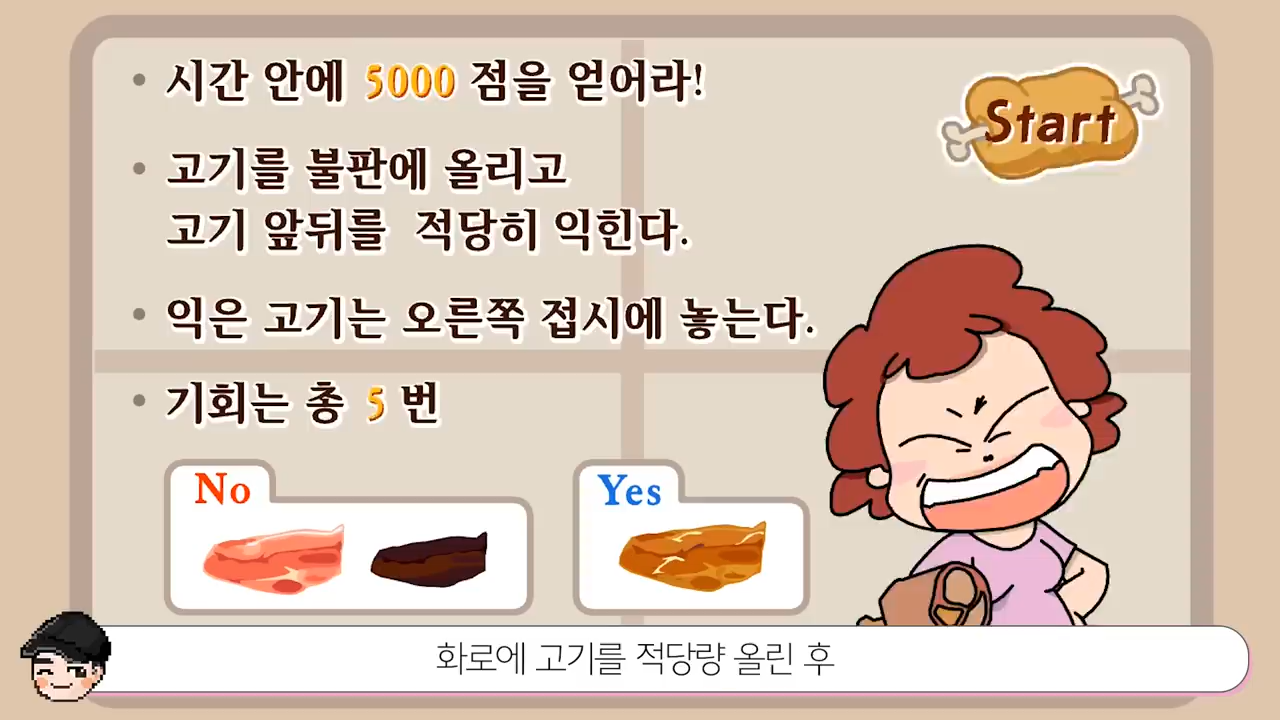 시간 안에 5000 점을 얻어라!
Start
고기를 불판에 올리고
고기 앞뒤를 적당히 익힌다.
익은 고기는 오른쪽 접시에 놓는다.
기회는 총 5 번
No
Yes
화로에 고기를 적당량 올린 후